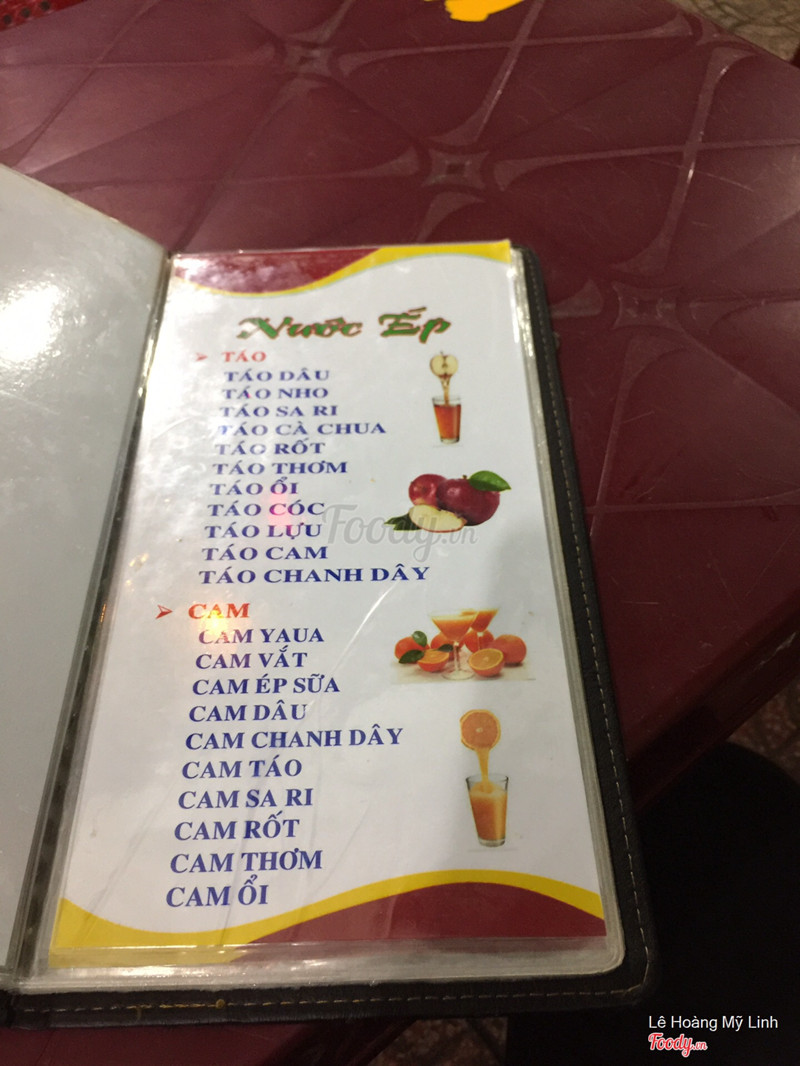 Nước Ép
TÁO
TÁO DÂU
TÁO NHO
TÁO SA RI
TÁO CÀ CHUA
TÁO RỐT
TÁO THƠM
TÁO ỔI
TÁO CÓC
TÁO LỰU
TÁO CAM
TÁO CHANH DÂY
CAM
CAM YAUA
CAM VẮT
CAM ÉP SỮA
CAM DÂU
CAM CHANH DÂY
CAM TÁO
CAM SA RI
CAM RỐT
CAM THƠM
CAM ỔI
Foody.vn
Lê Hoàng Mỹ Linh
Foody.vn